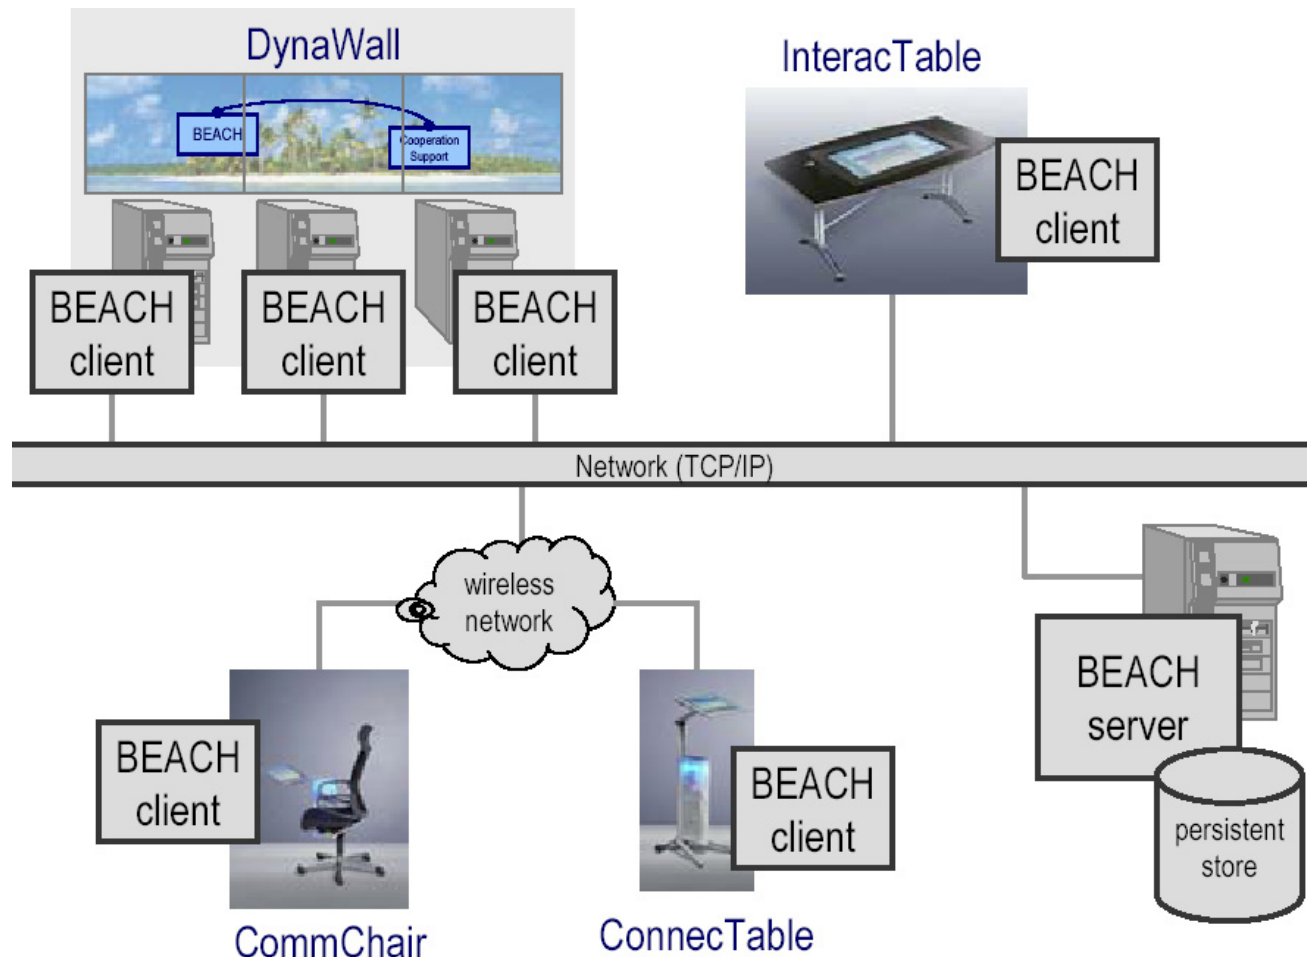 DynaWall
InteracTable
BEACH
Cooperation
Support
BEACH
client
BEACH
client
BEACH
client
BEACH
client
Network (TCP/IP)
wireless
network
BEACH
client
BEACH
client
BEACH
server
persistent
store
CommChair
ConnecTable